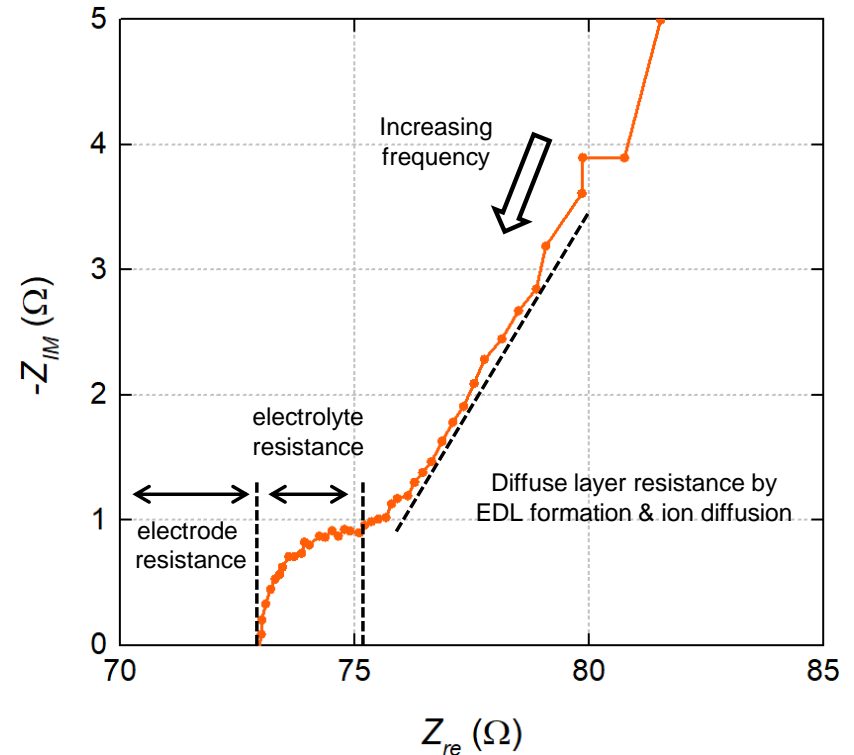 5
4
3
2
1
0
-Z_IM (Ω)
Increasing
frequency
electrolyte
resistance
electrode
resistance
Diffuse layer resistance by
EDL formation & ion diffusion
70 75 80 85
Z_re (Ω)